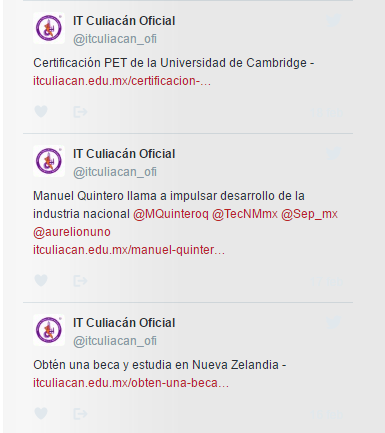 IT Culiacán Oficial
@itculiacan_ofi
Certificación PET de la Universidad de Cambridge -
itculiacan.edu.mx/certificacion-…
IT Culiacán Oficial
@itculiacan_ofi
Manuel Quintero llama a impulsar desarrollo de la
industria nacional @MQuinteroq @TecNMmx @Sep_mx
@aurelionuno
itculiacan.edu.mx/manuel-quinter…
IT Culiacán Oficial
@itculiacan_ofi
Obtén una beca y estudia en Nueva Zelandia -
itculiacan.edu.mx/obten-una-beca…